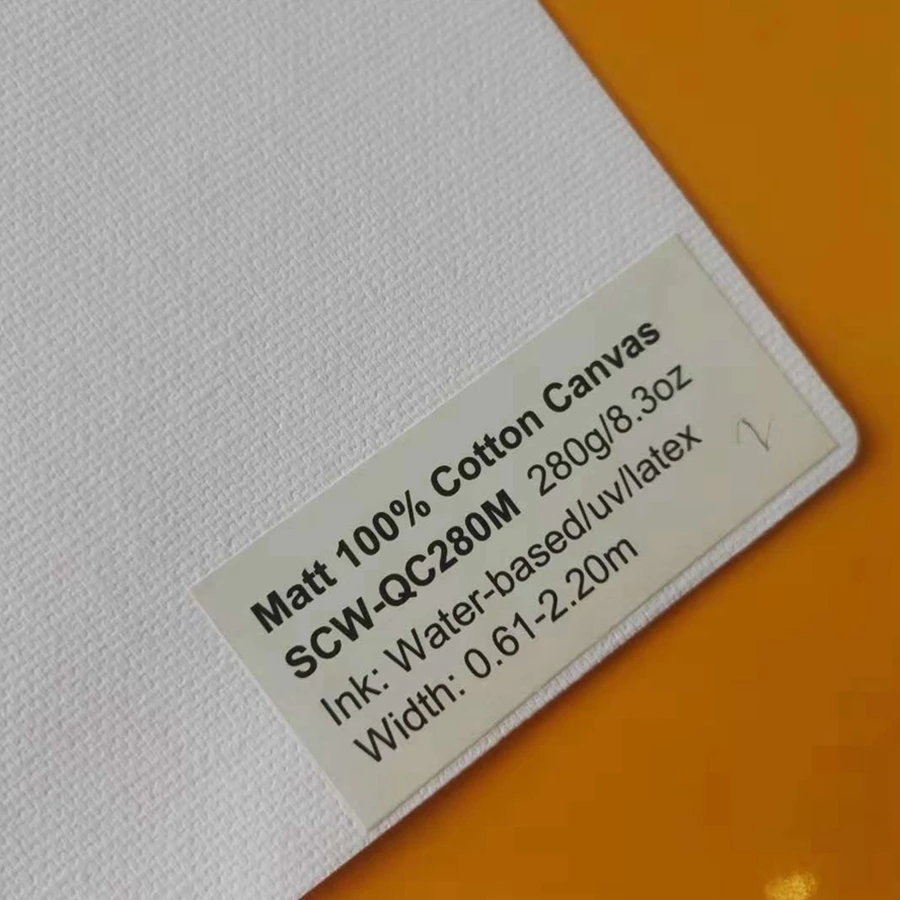 Matt 100% Cotton Canvas
SCW-QC280M 280g/8.3oz
Ink: Water-based/uv/latex
Width: 0.61-2.20m